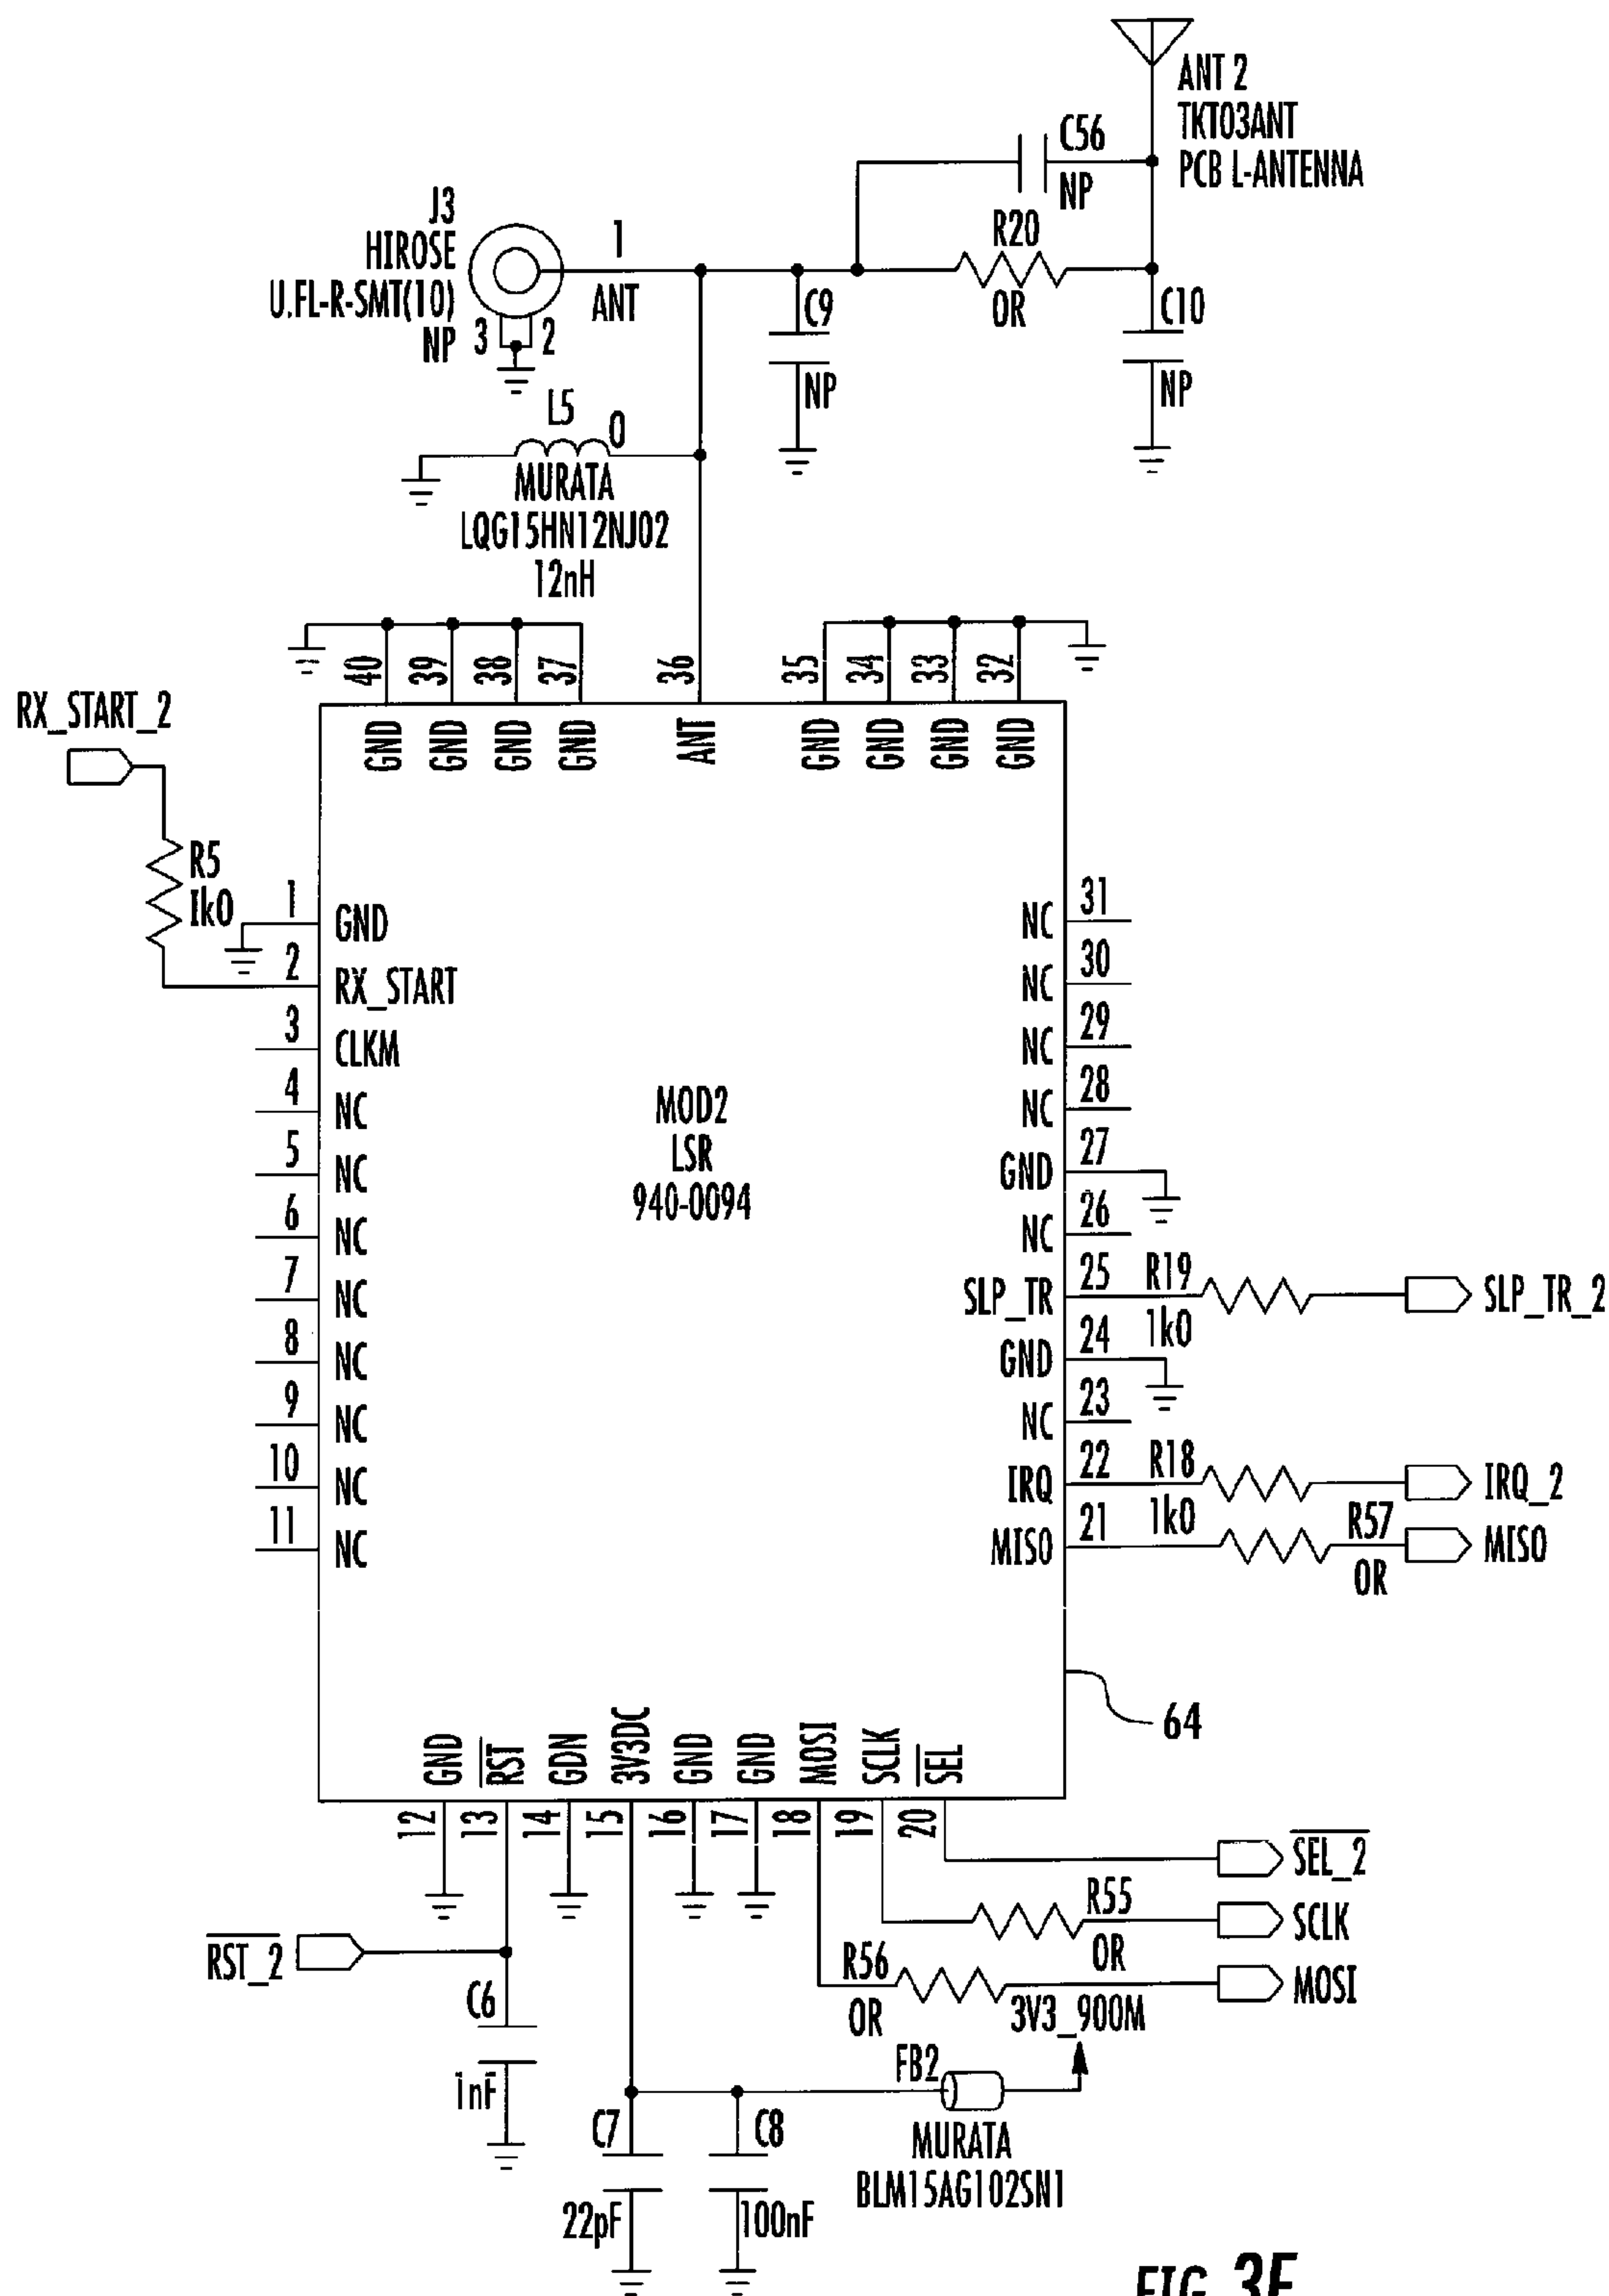 ANT 2
TKT03ANT
PCB L-ANTENNA
C56
NP
J3
HIROSE
U.FL-R-SMT(10)
NP
3
2
1
ANT
R20
0R
C9
NP
C10
NP
L5
0
MURATA
LQG15HN12NJ02
12nH
40
39
38
37
36
35
34
33
32
GND
GND
GND
GND
ANT
GND
GND
GND
GND
RX_START_2
R5
1k0
1
GND
2
RX_START
3
CLKM
4
NC
5
NC
6
NC
7
NC
8
NC
9
NC
10
NC
11
NC
MOD2
LSR
940-0094
NC
31
NC
30
NC
29
NC
28
GND
27
NC
26
SLP_TR
25
R19
1k0
SLP_TR_2
GND
24
NC
23
IRQ
22
R18
1k0
IRQ_2
MISO
21
R57
0R
MISO
64
GND
RST
GDN
3V3DC
GND
GND
MOSI
SCLK
SEL
12
13
14
15
16
17
18
19
20
SEL_2
R55
0R
SCLK
RST_2
R56
0R
MOSI
C6
1nF
3V3_900M
FB2
MURATA
BLM15AG102SN1
C7
22pF
C8
100nF